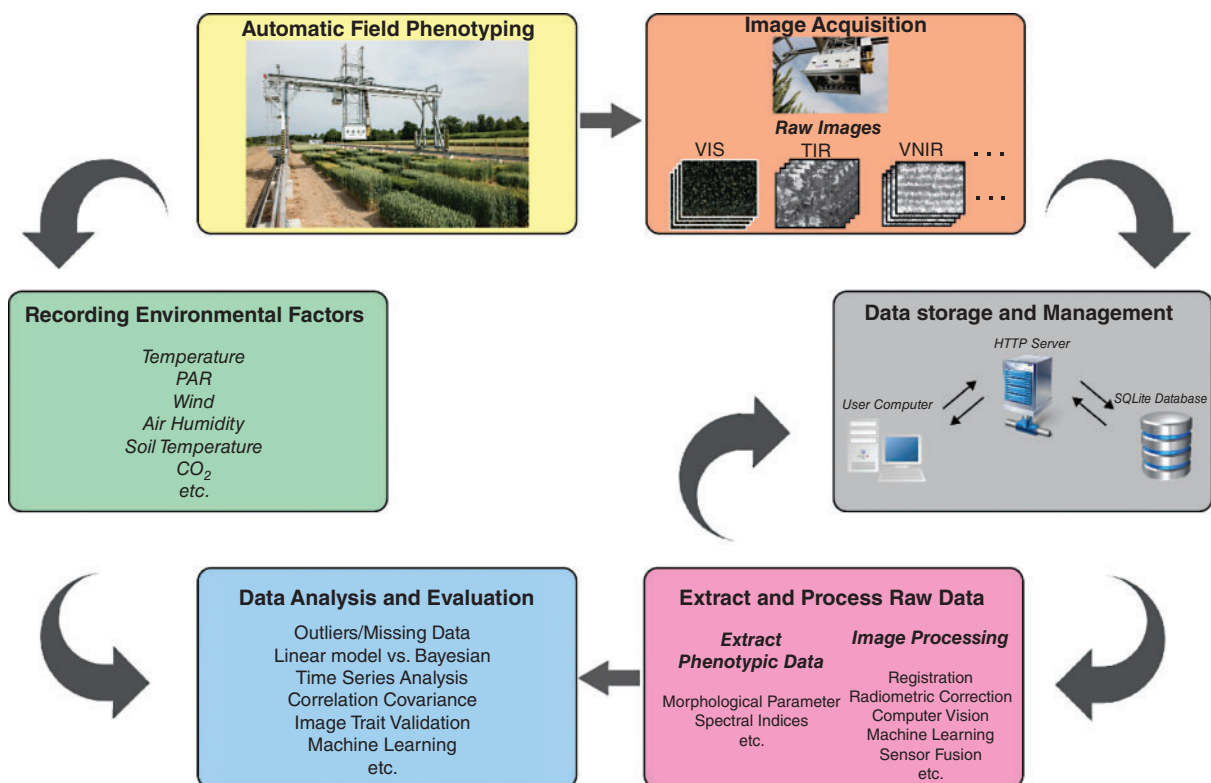 Automatic Field Phenotyping
Image Acquisition
Raw Images
VIS
TIR
VNIR
. . .
. . .
Recording Environmental Factors
Temperature
PAR
Wind
Air Humidity
Soil Temperature
CO₂
etc.
Data storage and Management
HTTP Server
User Computer
SQLite Database
Data Analysis and Evaluation
Outliers/Missing Data
Linear model vs. Bayesian
Time Series Analysis
Correlation Covariance
Image Trait Validation
Machine Learning
etc.
Extract and Process Raw Data
Extract
Phenotypic Data
Morphological Parameter
Spectral Indices
etc.
Image Processing
Registration
Radiometric Correction
Computer Vision
Machine Learning
Sensor Fusion
etc.